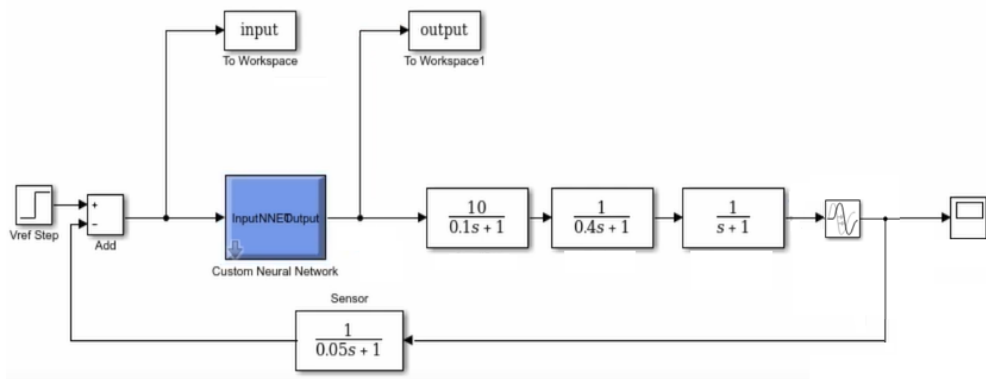 input
To Workspace
output
To Workspace1
Vref Step
+
−
Add
InputNNETOutput
Custom Neural Network
10
0.1s + 1
1
0.4s + 1
1
s + 1
Sensor
1
0.05s + 1